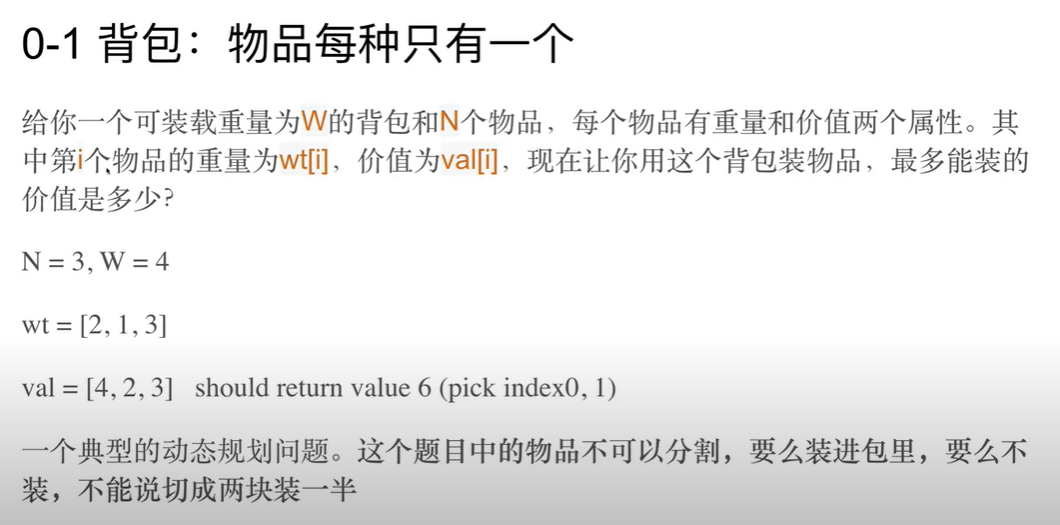 0-1 背包：物品每种只有一个
给你一个可装载重量为W的背包和N个物品，每个物品有重量和价值两个属性。其
中第i个物品的重量为wt[i]，价值为val[i]，现在让你用这个背包装物品，最多能装的
价值是多少？
N = 3, W = 4
wt = [2, 1, 3]
val = [4, 2, 3] should return value 6 (pick index0, 1)
一个典型的动态规划问题。这个题目中的物品不可以分割，要么装进包里，要么不
装，不能说切成两块装一半